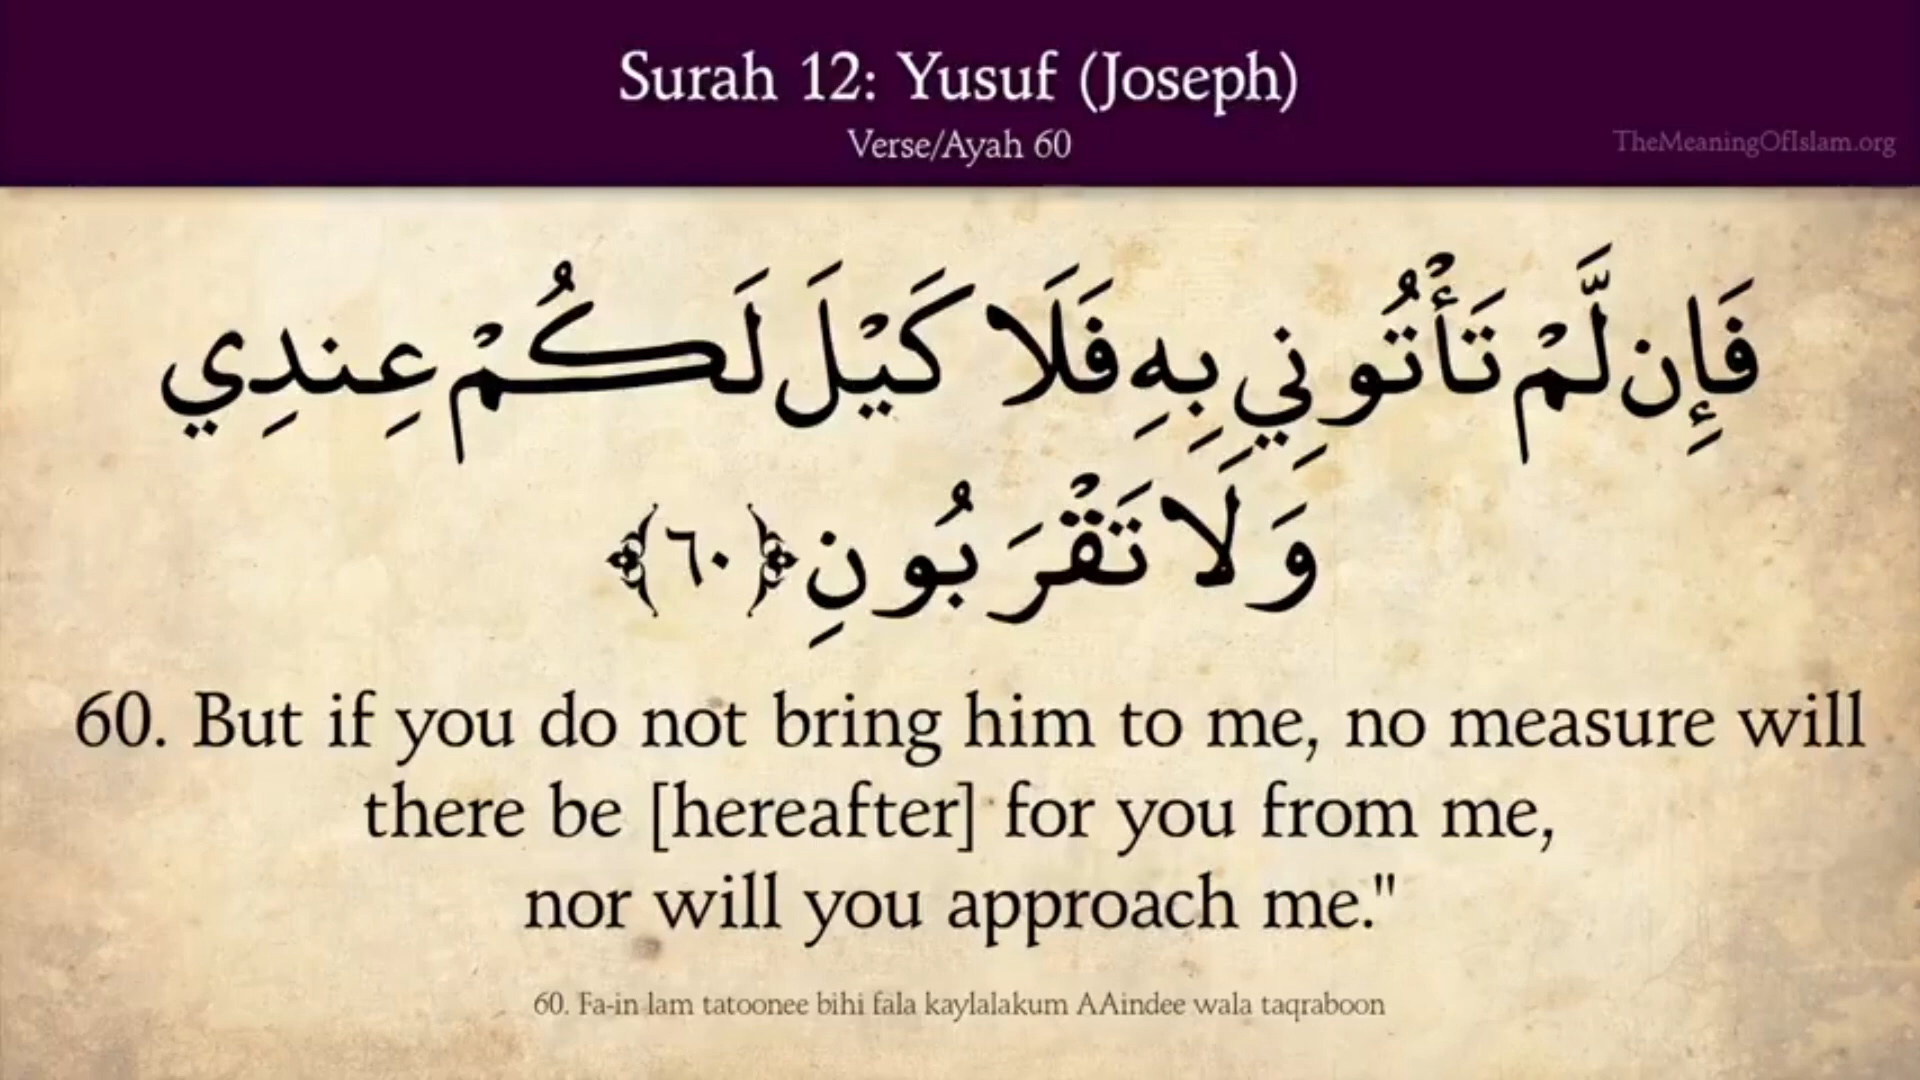 Surah 12: Yusuf (Joseph)
Verse/Ayah 60
TheMeaningOfIslam.org
فَإِن لَّمْ تَأْتُونِي بِهِ فَلَا كَيْلَ لَكُمْ عِندِي
وَلَا تَقْرَبُونِ ﴿٦٠﴾
60. But if you do not bring him to me, no measure will
there be [hereafter] for you from me,
nor will you approach me."
60. Fa-in lam tatoonee bihi fala kaylalakum AAindee wala taqraboon